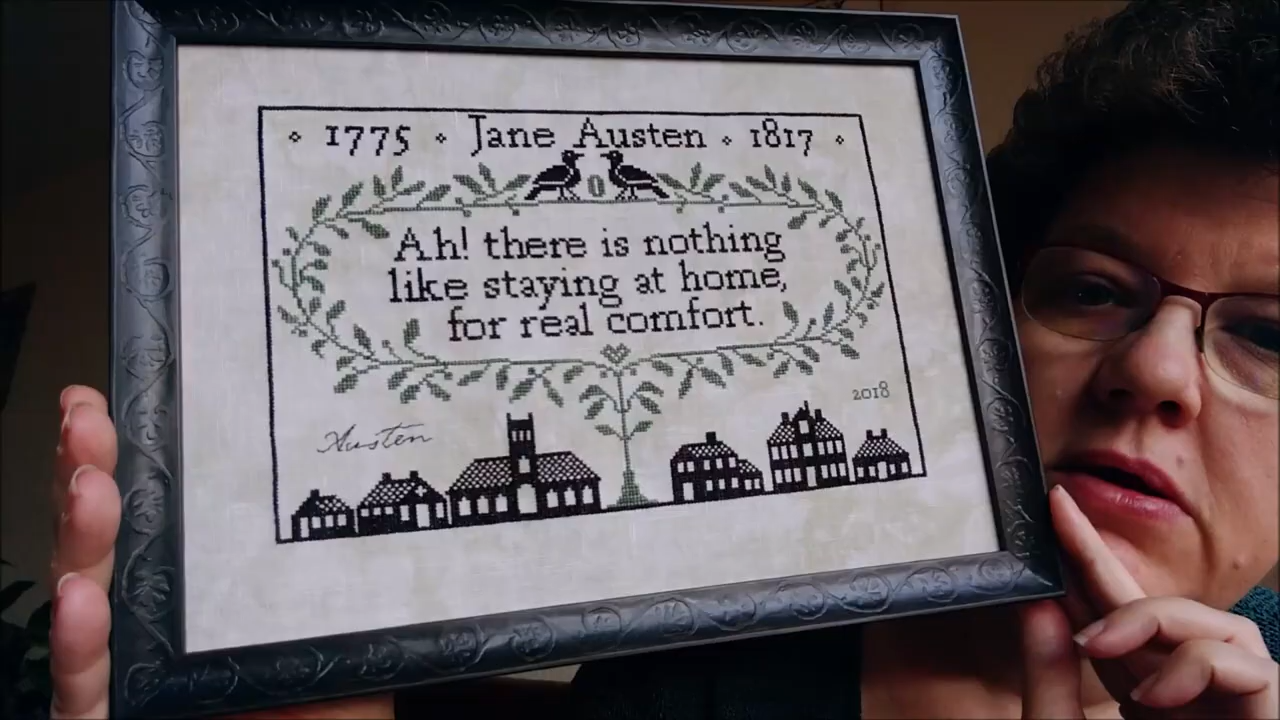 1775 Jane Austen 1817
Ah! there is nothing
like staying at home,
for real comfort.
2018
Austen